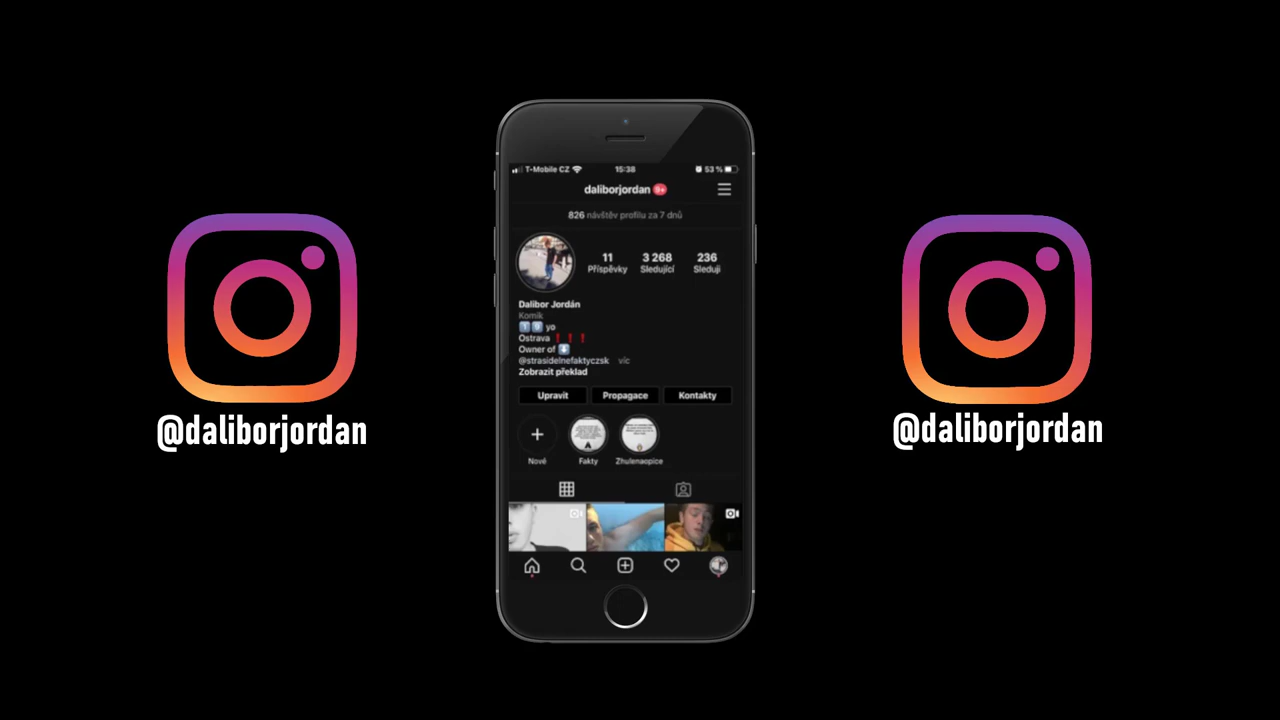 T-Mobile CZ 15:38 53 %
daliborjordan 9+
826 návštěv profilu za 7 dnů
11 3 268 236
Příspěvky Sledující Sleduji
Dalibor Jordán
Komik
1️⃣9️⃣ yo
Ostrava❗❗❗
Owner of ⬇️
@strasidelnefaktyczsk víc
Zobrazit překlad
Upravit Propagace Kontakty
Nové Fakty Zhulenaopice
@daliborjordan
@daliborjordan